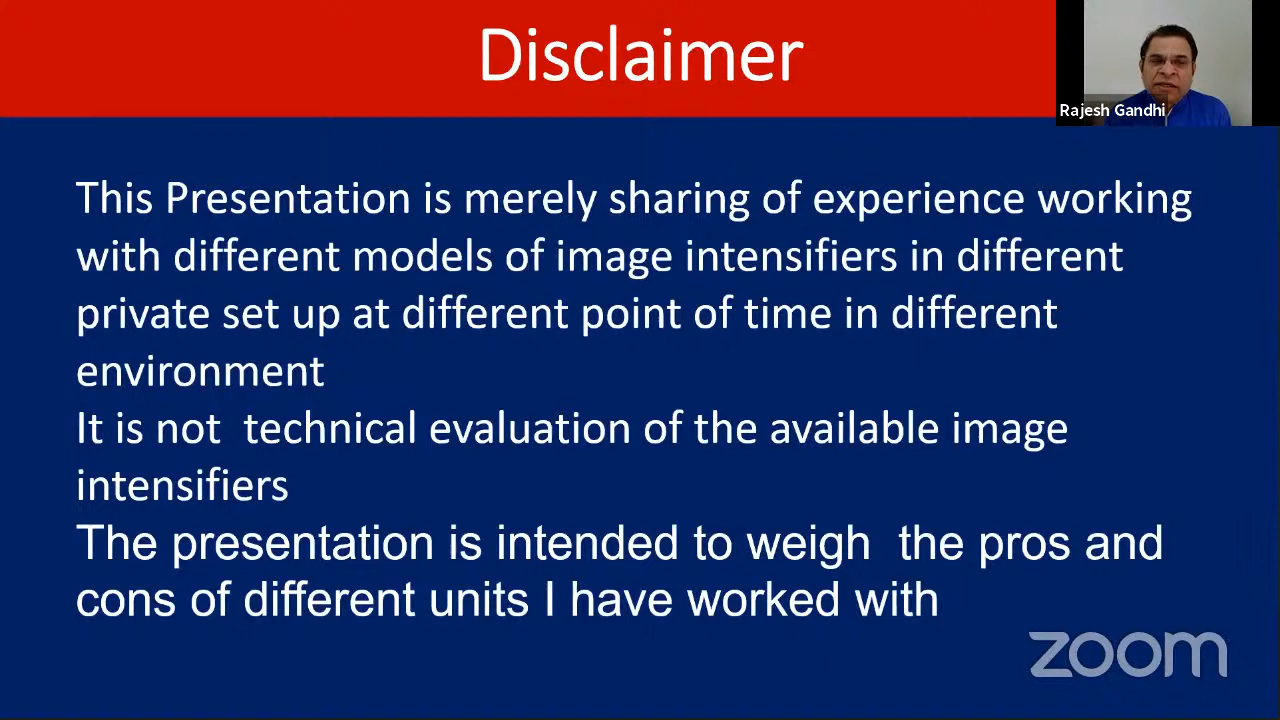 Disclaimer
Rajesh Gandhi
This Presentation is merely sharing of experience working
with different models of image intensifiers in different
private set up at different point of time in different
environment
It is not  technical evaluation of the available image
intensifiers
The presentation is intended to weigh  the pros and
cons of different units I have worked with
zoom